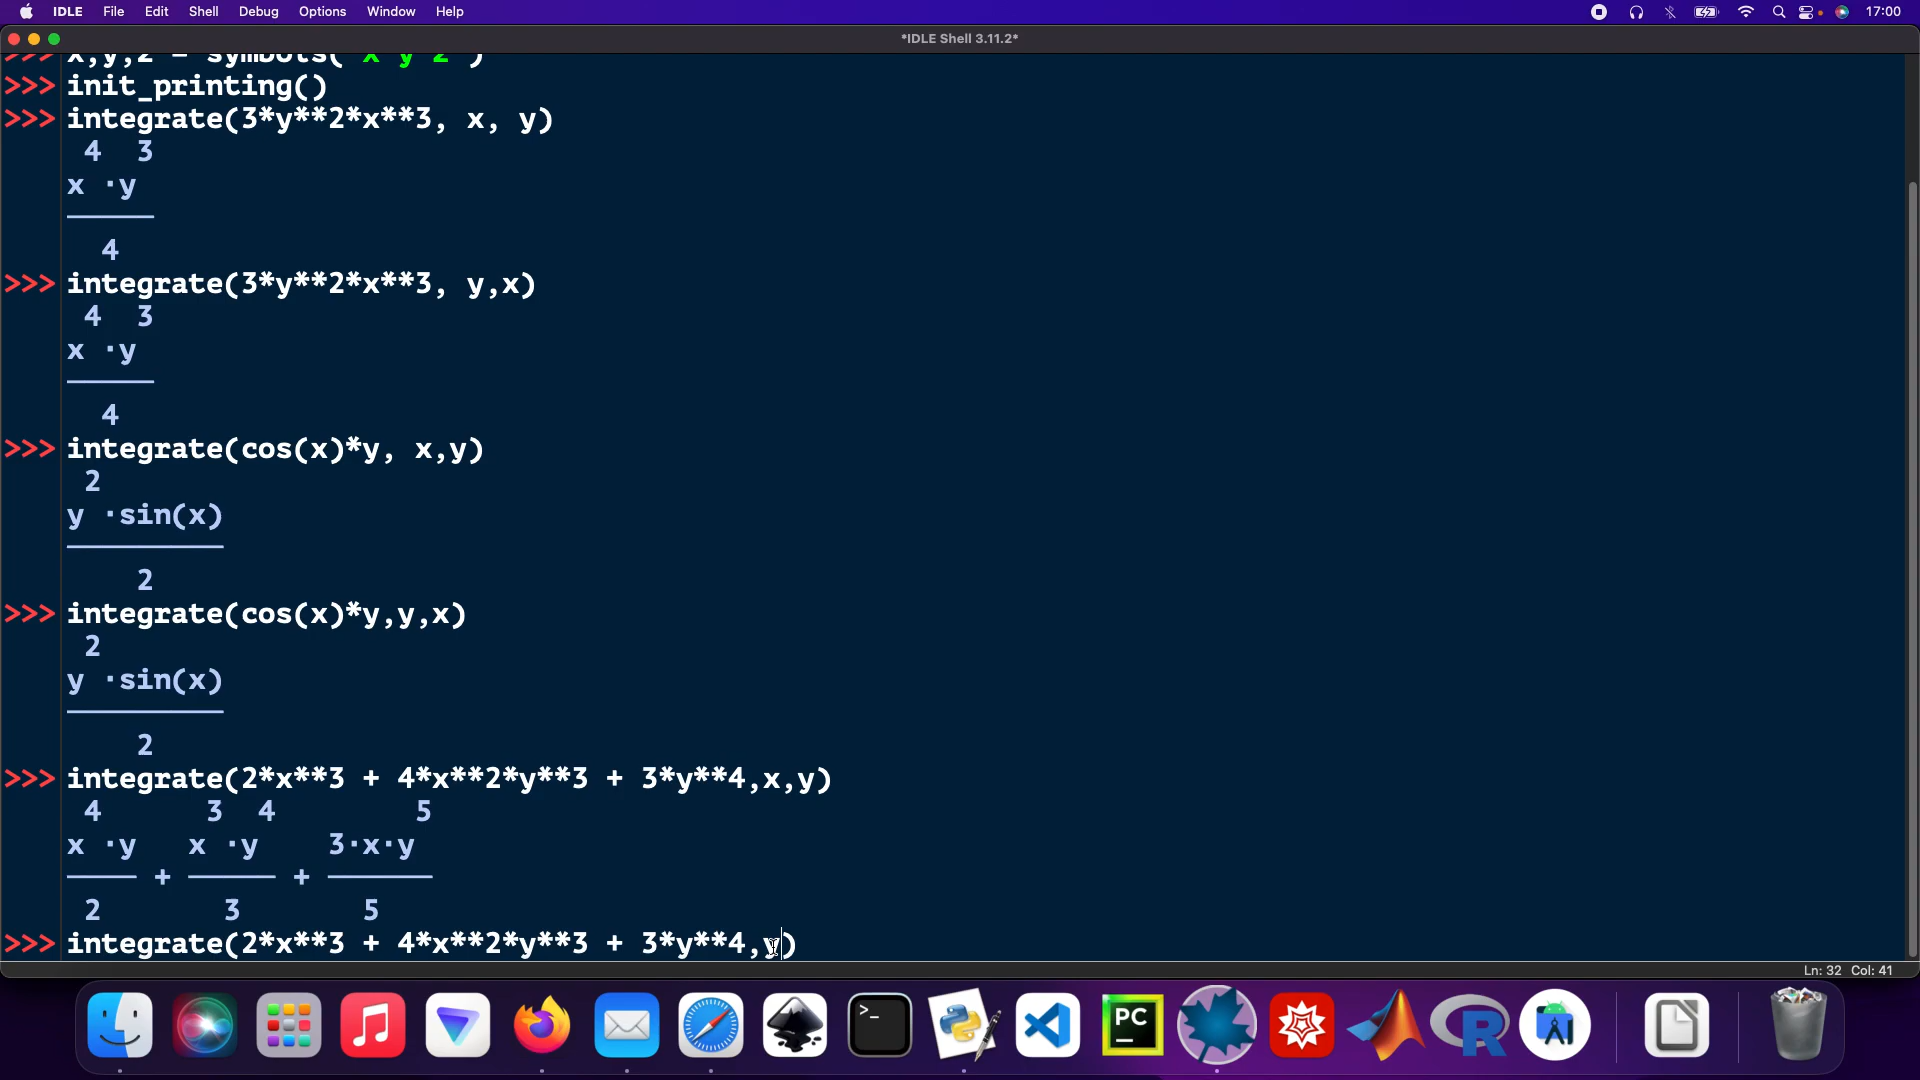 IDLE File Edit Shell Debug Options Window Help 17:00
*IDLE Shell 3.11.2*
>>> x,y,z = symbols('x y z')
>>> init_printing()
>>> integrate(3*y**2*x**3, x, y)
4 3
x ·y
4
>>> integrate(3*y**2*x**3, y,x)
4 3
x ·y
4
>>> integrate(cos(x)*y, x,y)
2
y ·sin(x)
2
>>> integrate(cos(x)*y,y,x)
2
y ·sin(x)
2
>>> integrate(2*x**3 + 4*x**2*y**3 + 3*y**4,x,y)
4 3 4 5
x ·y x ·y 3·x·y
+ +
2 3 5
>>> integrate(2*x**3 + 4*x**2*y**3 + 3*y**4,y)
Ln: 32 Col: 41
>_ PC R